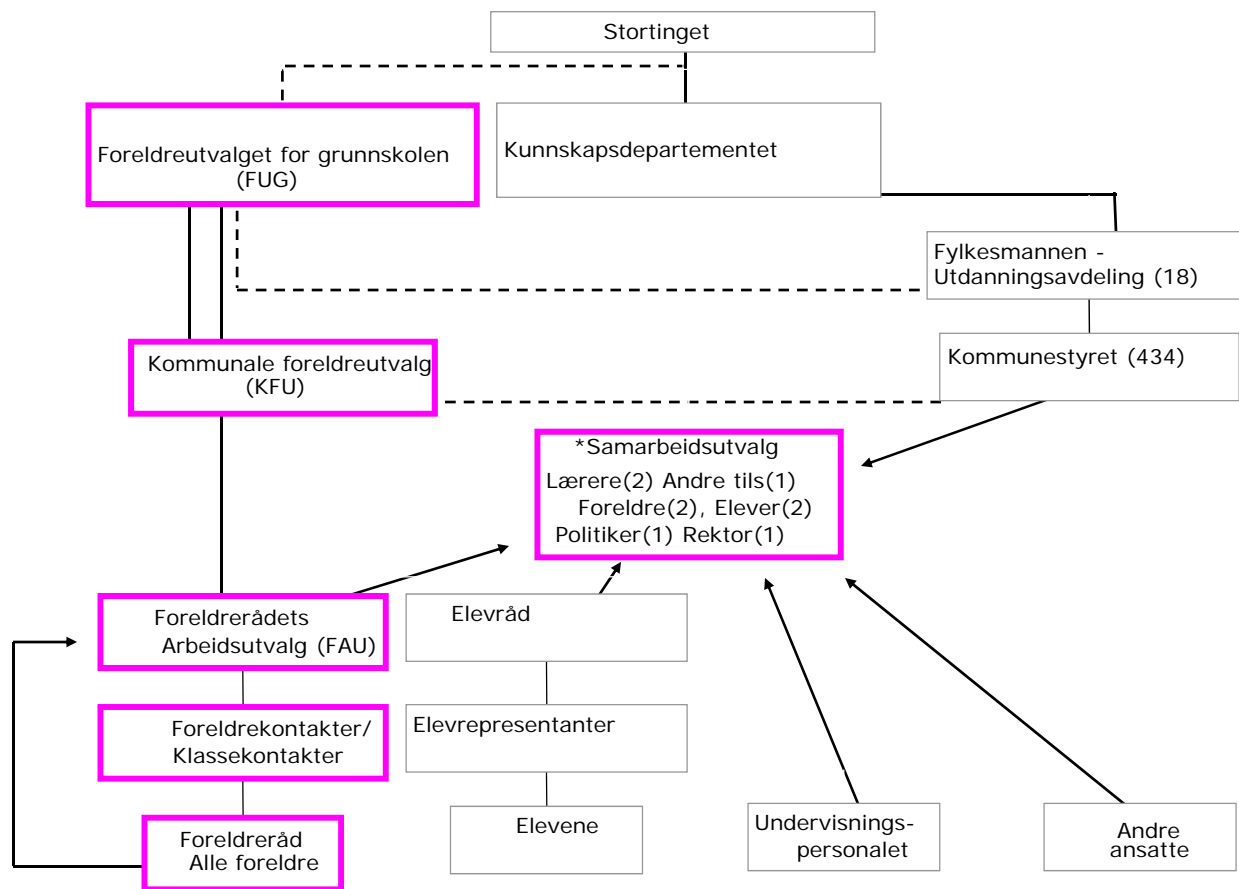 Stortinget
Foreldreutvalget for grunnskolen
(FUG)
Kunnskapsdepartementet
Fylkesmannen -
Utdanningsavdeling (18)
Kommunale foreldreutvalg
(KFU)
Kommunestyret (434)
*Samarbeidsutvalg
Lærere(2) Andre tils(1)
Foreldre(2), Elever(2)
Politiker(1) Rektor(1)
Foreldrerådets
Arbeidsutvalg (FAU)
Elevråd
Foreldrekontakter/
Klassekontakter
Elevrepresentanter
Foreldreråd
Alle foreldre
Elevene
Undervisnings-
personalet
Andre
ansatte